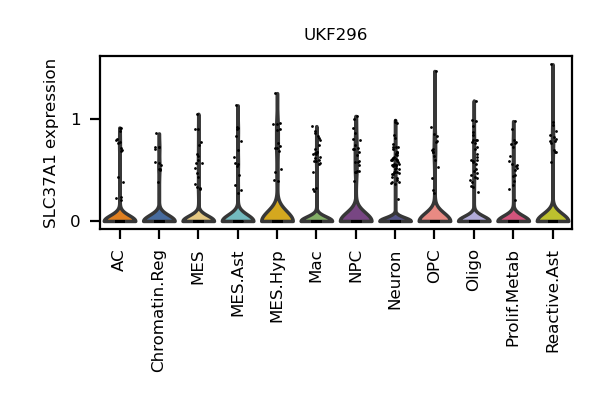 UKF296
SLC37A1 expression
1
0
AC
Chromatin.Reg
MES
MES.Ast
MES.Hyp
Mac
NPC
Neuron
OPC
Oligo
Prolif.Metab
Reactive.Ast